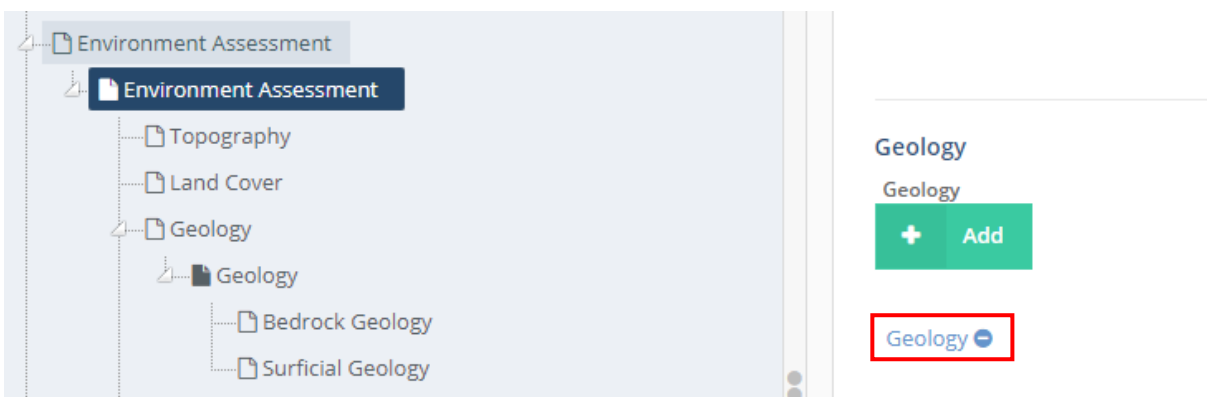 Environment Assessment
Environment Assessment
Topography
Land Cover
Geology
Geology
Bedrock Geology
Surficial Geology
Geology
Geology
Add
Geology